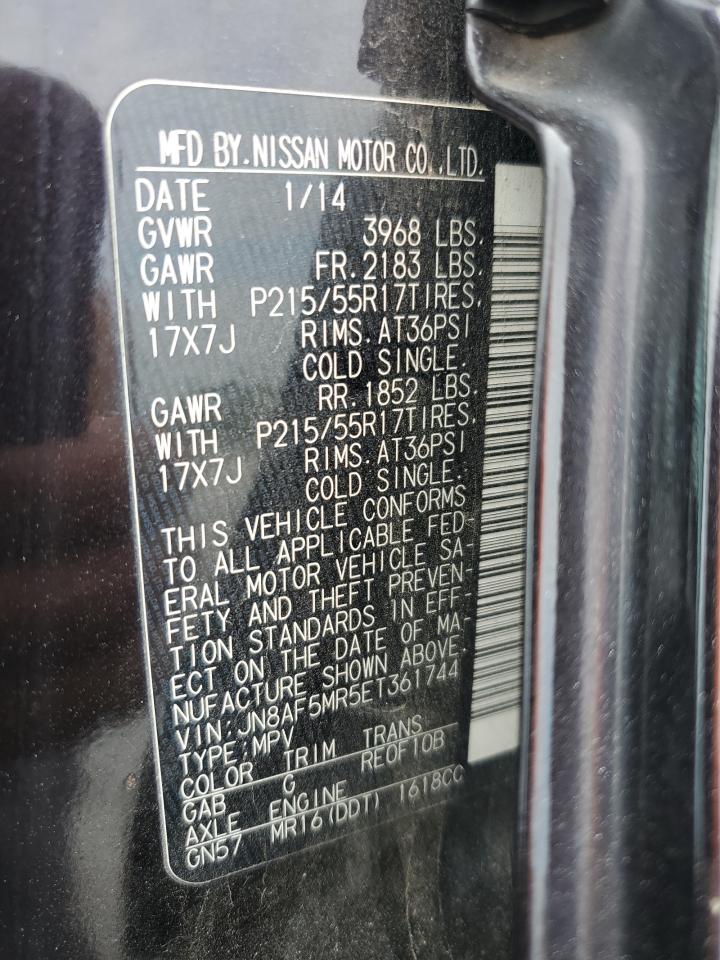 MFD BY. NISSAN MOTOR CO.,LTD.
DATE 1/14
GVWR 3968 LBS.
GAWR FR. 2183 LBS.
WITH P215/55R17TIRES.
17X7J RIMS. AT36PSI
COLD SINGLE.
GAWR RR. 1852 LBS.
WITH P215/55R17TIRES.
17X7J RIMS. AT36PSI
COLD SINGLE.
THIS VEHICLE CONFORMS
TO ALL APPLICABLE FED-
ERAL MOTOR VEHICLE SA-
FETY AND THEFT PREVEN-
TION STANDARDS IN EFF-
ECT ON THE DATE OF MA-
NUFACTURE SHOWN ABOVE.
VIN:JN8AF5MR5ET361744
TYPE:MPV
COLOR TRIM TRANS
GAB C RE0F10B
AXLE ENGINE
GN57 MR16(DDT) 1618CC